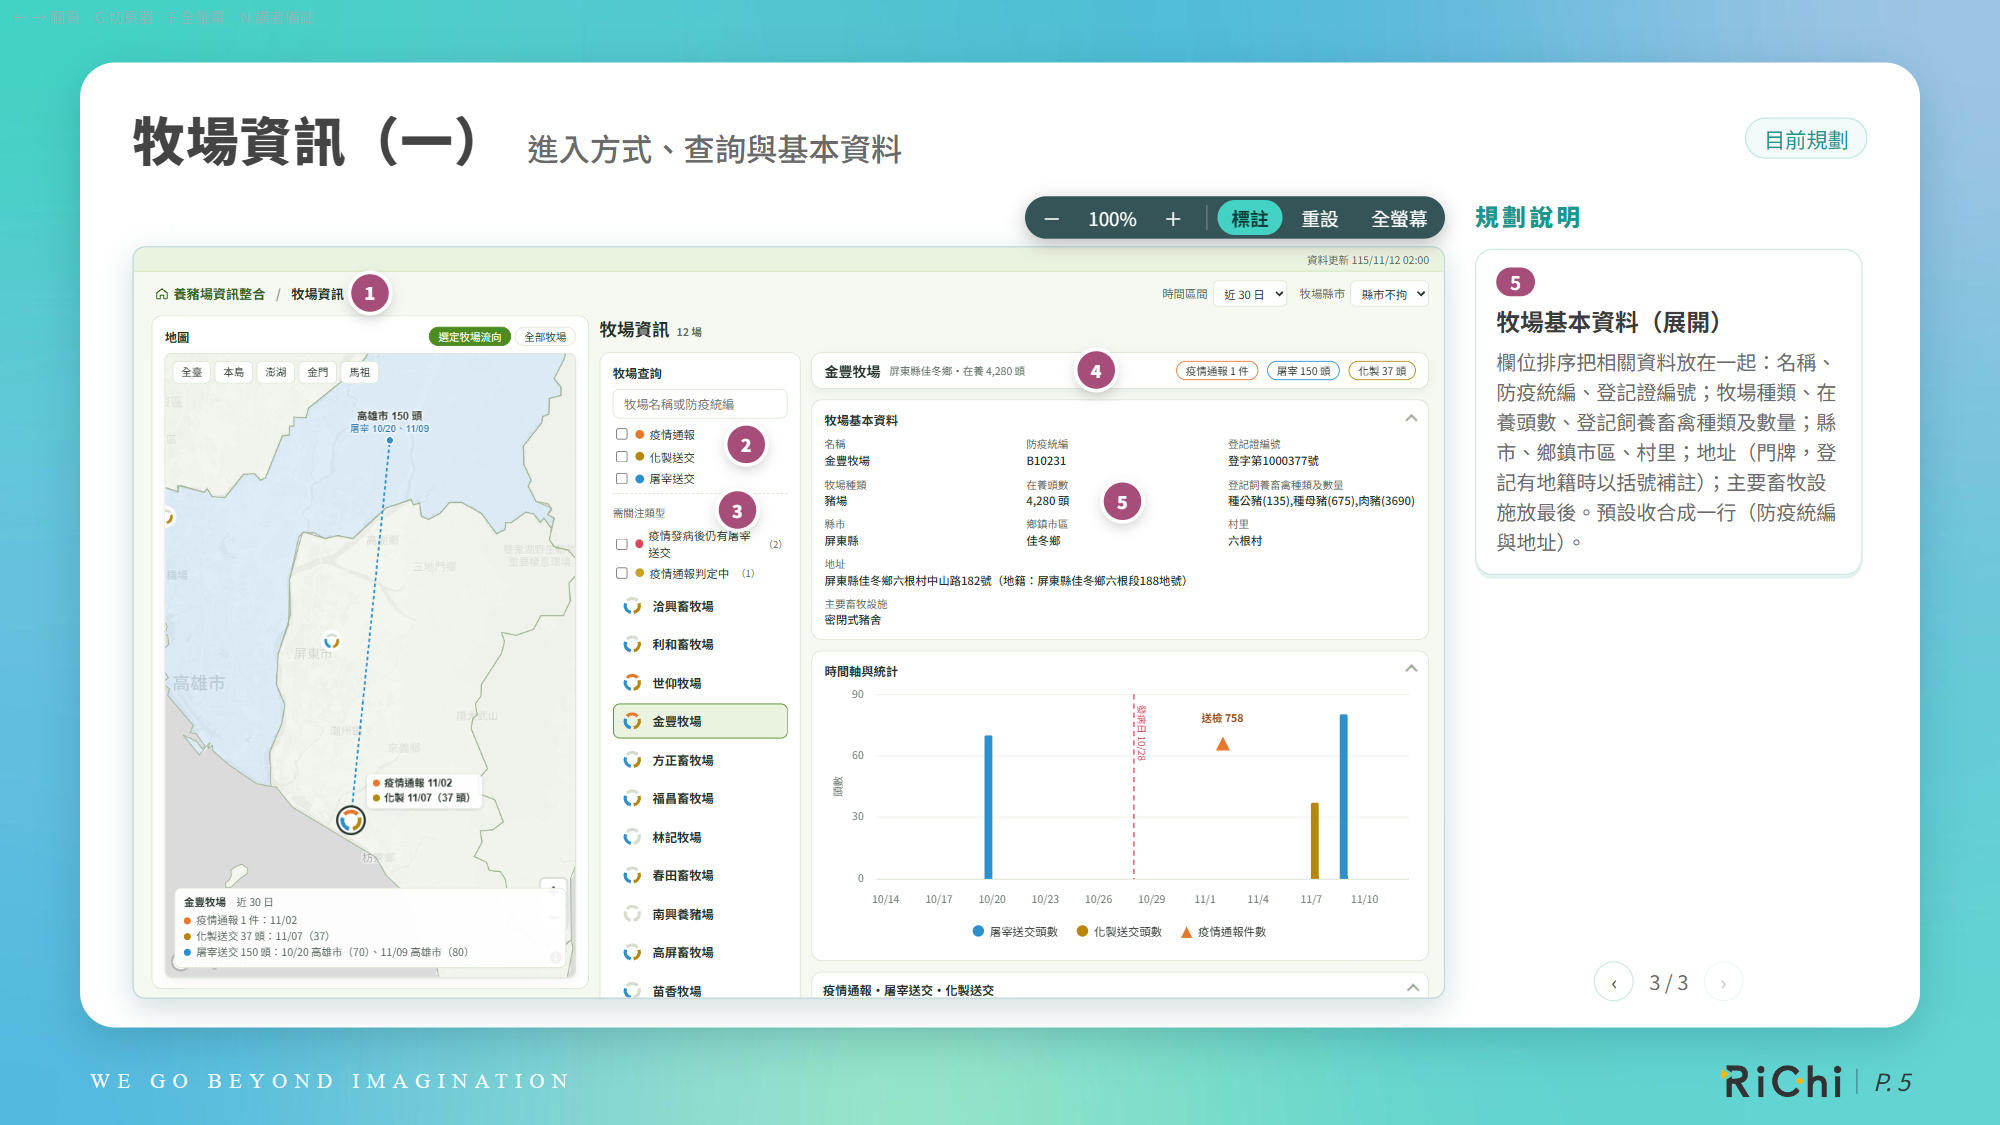 牧場資訊（一） 進入方式、查詢與基本資料
目前規劃
− 100% + 標註 重設 全螢幕
資料更新 115/11/12 02:00
養豬場資訊整合 / 牧場資訊 1
時間區間 近 30 日 牧場縣市 縣市不拘
地圖 選定牧場流向 全部牧場
全臺 本島 澎湖 金門 馬祖
高雄市 150 頭
屠宰 10/20、11/09
三地門鄉
屏東市
高雄市
來義鄉
疫情通報 11/02
化製 11/07（37 頭）
金豐牧場 近 30 日
疫情通報 1 件：11/02
化製送交 37 頭：11/07（37）
屠宰送交 150 頭：10/20 高雄市（70）、11/09 高雄市（80）
牧場資訊 12 場
牧場查詢
牧場名稱或防疫統編
疫情通報
2
化製送交
屠宰送交
需關注類型 3
疫情發病後仍有屠宰
送交 (2)
疫情通報判定中 (1)
洽興畜牧場
利和畜牧場
世仰牧場
金豐牧場
方正畜牧場
福昌畜牧場
林記牧場
春田畜牧場
南興養豬場
高屏畜牧場
苗香牧場
金豐牧場 屏東縣佳冬鄉・在養 4,280 頭 4 疫情通報 1 件 屠宰 150 頭 化製 37 頭
牧場基本資料
名稱 防疫統編 登記證編號
金豐牧場 B10231 登字第1000377號
牧場種類 在養頭數 登記飼養畜禽種類及數量
豬場 4,280 頭 5 種公豬(135),種母豬(675),肉豬(3690)
縣市 鄉鎮市區 村里
屏東縣 佳冬鄉 六根村
地址
屏東縣佳冬鄉六根村中山路182號（地籍：屏東縣佳冬鄉六根段188地號）
主要畜牧設施
密閉式豬舍
時間軸與統計
90
60
30
0
頭數
發病日 10/28
送檢 758
10/14 10/17 10/20 10/23 10/26 10/29 11/1 11/4 11/7 11/10
屠宰送交頭數 化製送交頭數 疫情通報件數
疫情通報・屠宰送交・化製送交
規劃說明
5
牧場基本資料（展開）
欄位排序把相關資料放在一起：名稱、
防疫統編、登記證編號；牧場種類、在
養頭數、登記飼養畜禽種類及數量；縣
市、鄉鎮市區、村里；地址（門牌，登
記有地籍時以括號補註）；主要畜牧設
施放最後。預設收合成一行（防疫統編
與地址）。
‹ 3 / 3 ›
WE GO BEYOND IMAGINATION
RiChi P. 5